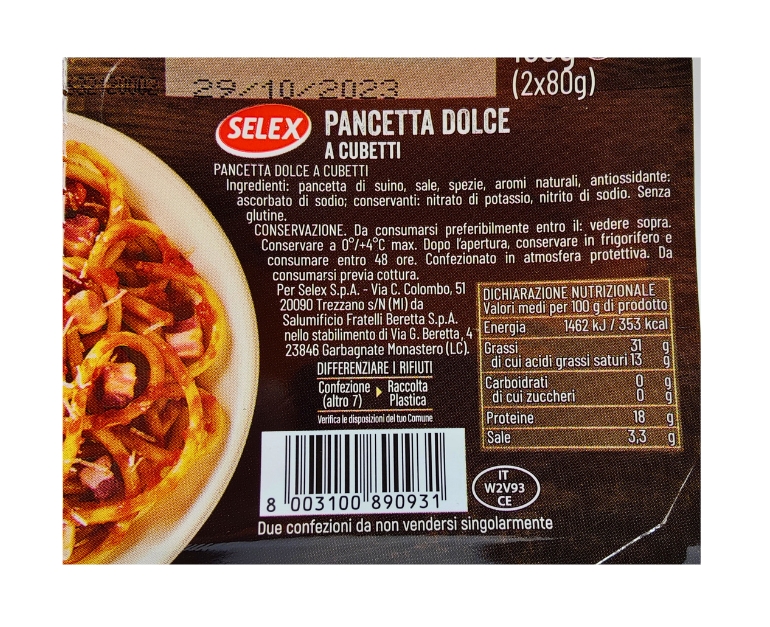 29/10/2023
(2x80g)
SELEX
PANCETTA DOLCE
A CUBETTI
PANCETTA DOLCE A CUBETTI
Ingredienti: pancetta di suino, sale, spezie, aromi naturali, antiossidante:
ascorbato di sodio; conservanti: nitrato di potassio, nitrito di sodio. Senza
glutine.
CONSERVAZIONE. Da consumarsi preferibilmente entro il: vedere sopra.
Conservare a 0°/+4°C max. Dopo l'apertura, conservare in frigorifero e
consumare entro 48 ore. Confezionato in atmosfera protettiva. Da
consumarsi previa cottura.
Per Selex S.p.A. - Via C. Colombo, 51
20090 Trezzano s/N (MI) da
Salumificio Fratelli Beretta S.p.A.
nello stabilimento di Via G. Beretta, 4
23846 Garbagnate Monastero (LC).
DIFFERENZIARE I RIFIUTI
Confezione Raccolta
(altro 7) Plastica
Verifica le disposizioni del tuo Comune
DICHIARAZIONE NUTRIZIONALE
Valori medi per 100 g di prodotto
Energia 1462 kJ / 353 kcal
Grassi 31 g
di cui acidi grassi saturi 13 g
Carboidrati 0 g
di cui zuccheri 0 g
Proteine 18 g
Sale 3,3 g
8 003100 890931
IT
W2V93
CE
Due confezioni da non vendersi singolarmente